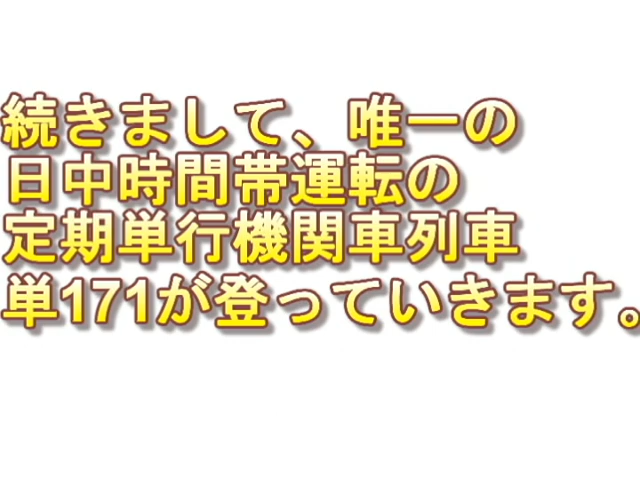 続きまして、唯一の
日中時間帯運転の
定期単行機関車列車
単171が登っていきます。